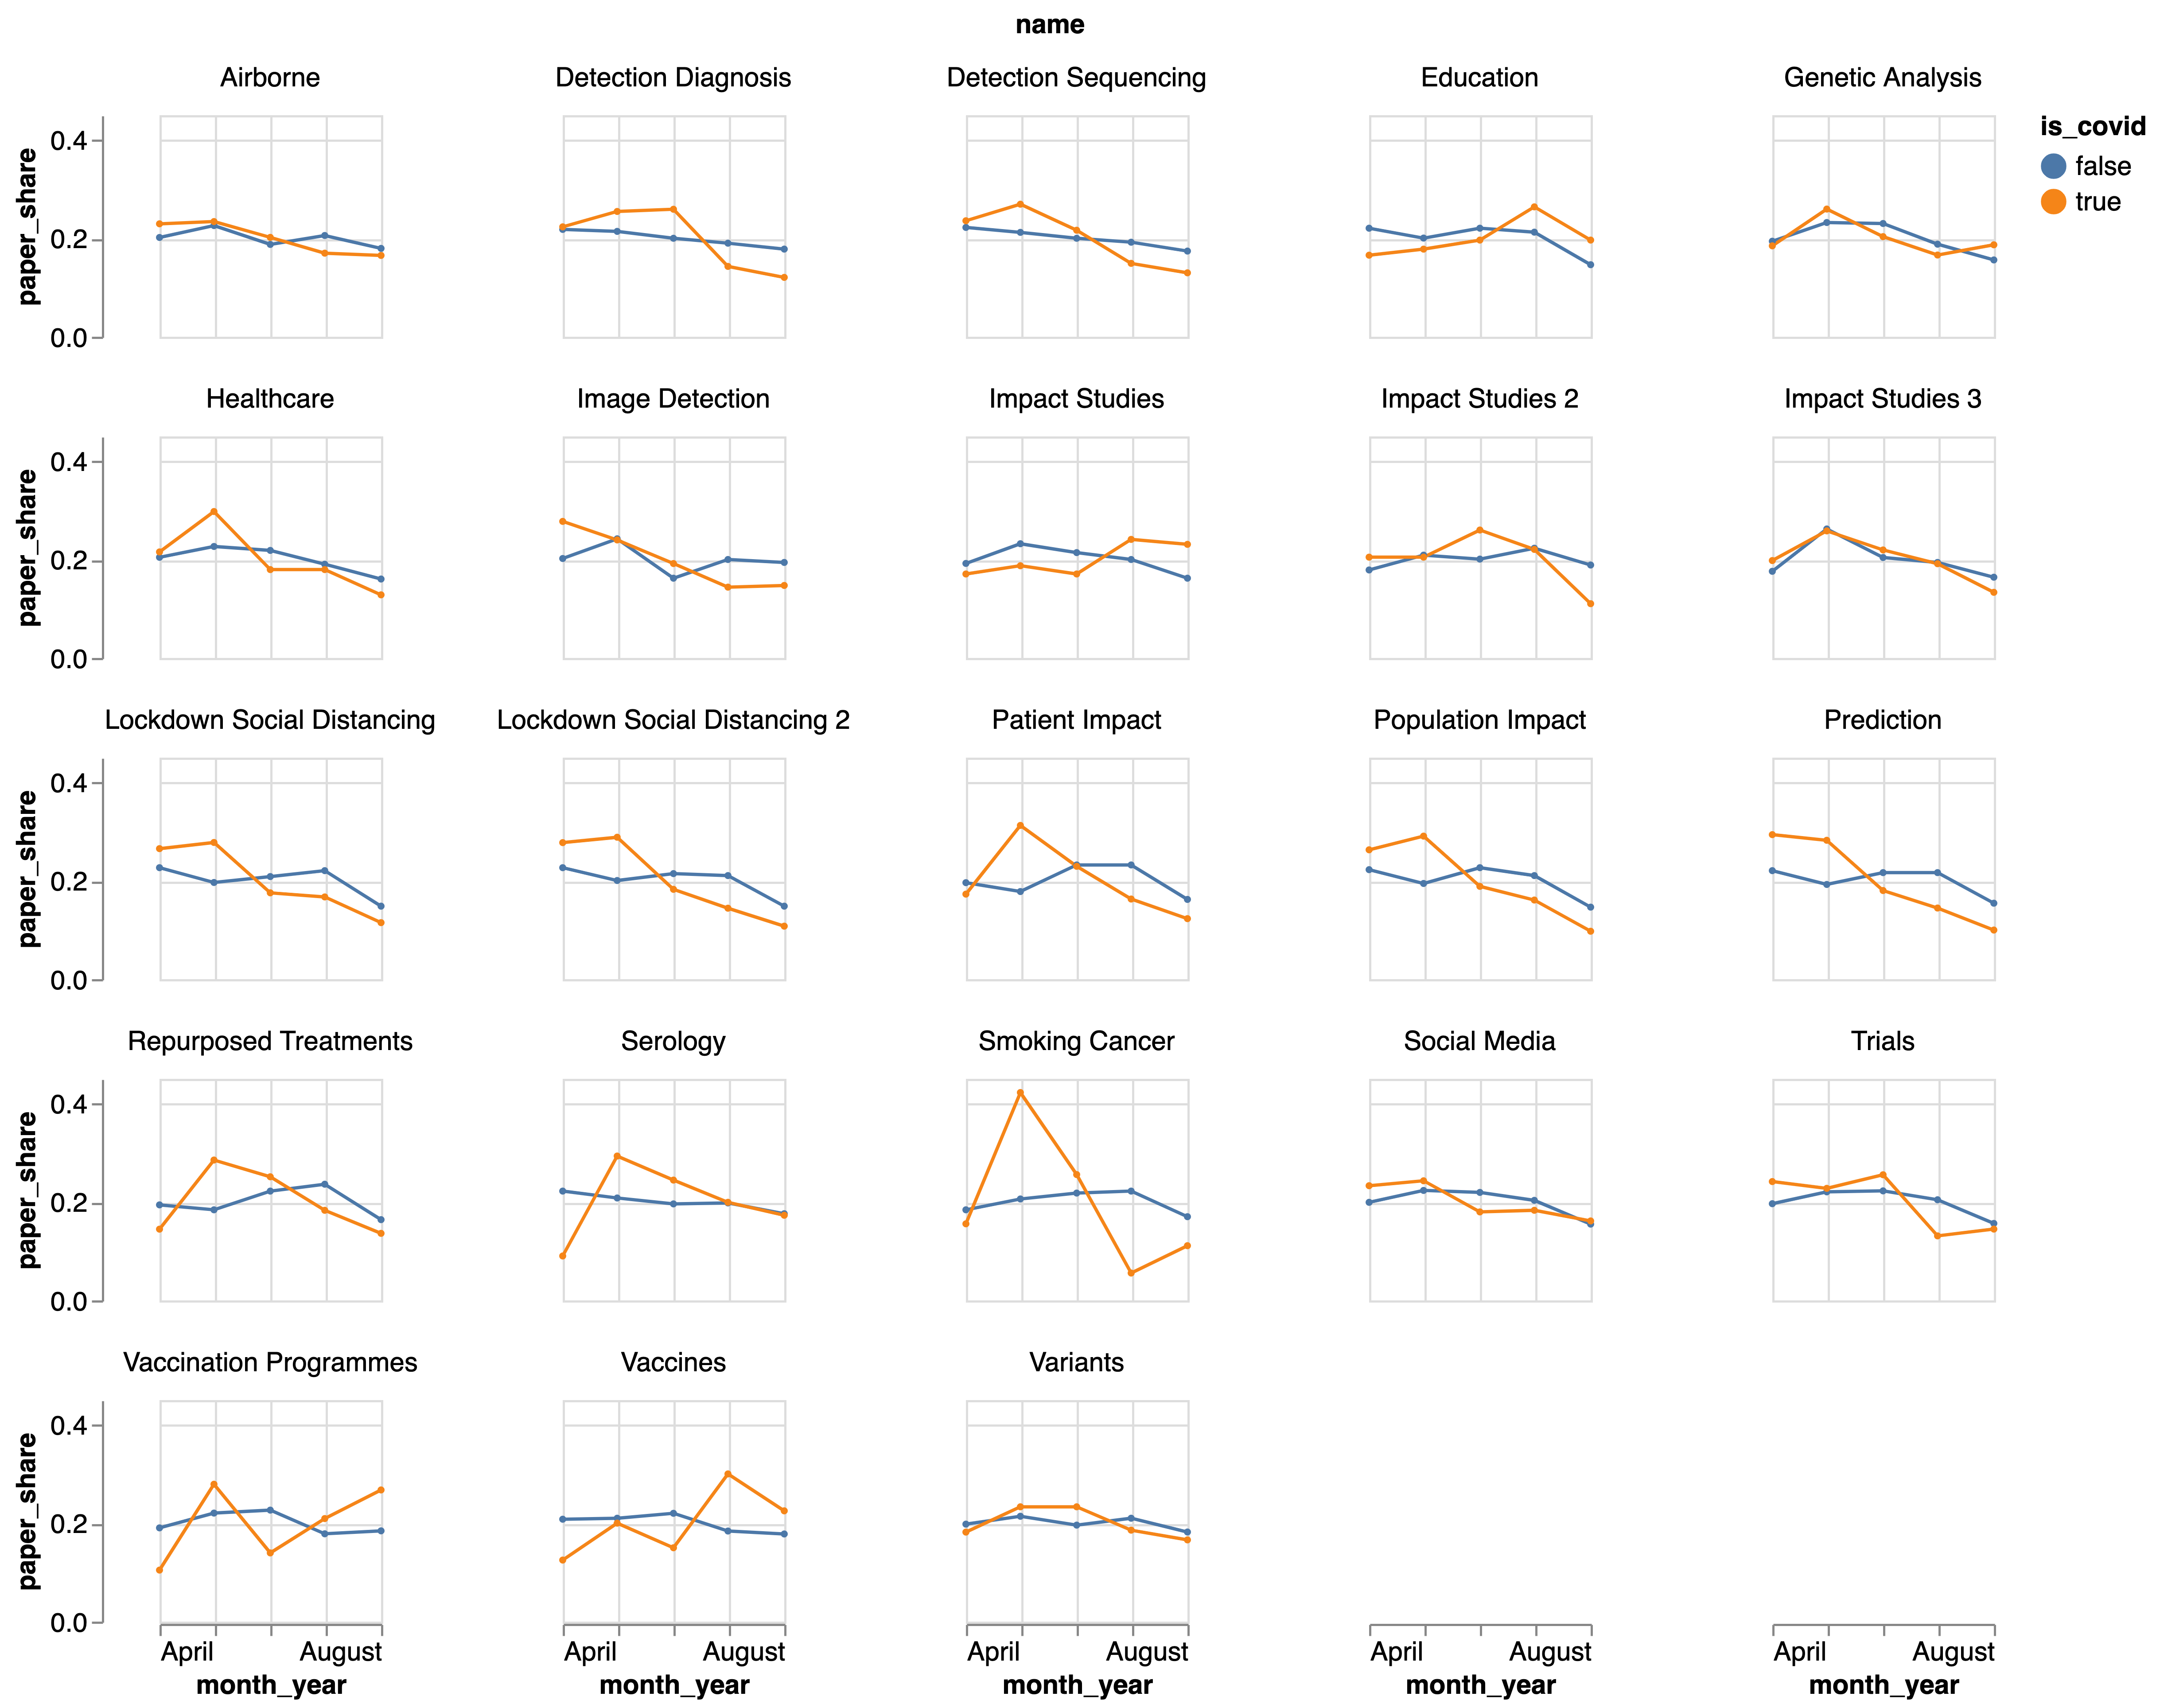 name
Airborne
Detection Diagnosis
Detection Sequencing
Education
Genetic Analysis
is_covid
false
true
paper_share
0.4
0.2
0.0
Healthcare
Image Detection
Impact Studies
Impact Studies 2
Impact Studies 3
paper_share
0.4
0.2
0.0
Lockdown Social Distancing
Lockdown Social Distancing 2
Patient Impact
Population Impact
Prediction
paper_share
0.4
0.2
0.0
Repurposed Treatments
Serology
Smoking Cancer
Social Media
Trials
paper_share
0.4
0.2
0.0
Vaccination Programmes
Vaccines
Variants
paper_share
0.4
0.2
0.0
April August
April August
April August
April August
April August
month_year
month_year
month_year
month_year
month_year